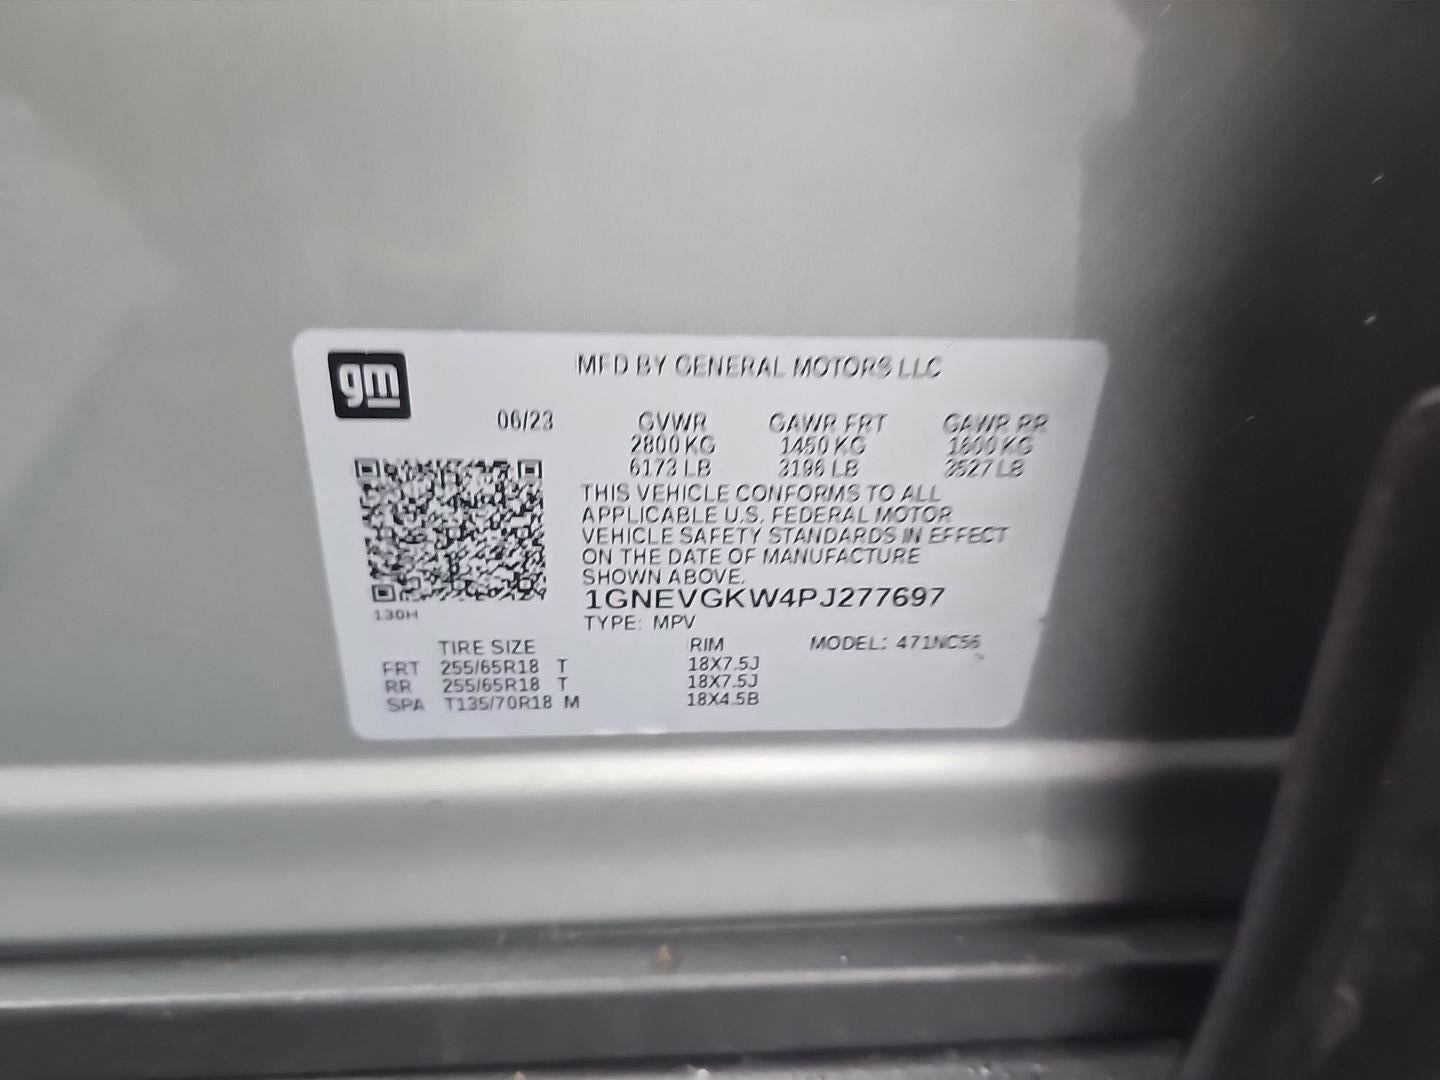 gm
MFD BY GENERAL MOTORS LLC
06/23 GVWR GAWR FRT GAWR RR
2800 KG 1450 KG 1600 KG
6173 LB 3196 LB 3527 LB
THIS VEHICLE CONFORMS TO ALL
APPLICABLE U.S. FEDERAL MOTOR
VEHICLE SAFETY STANDARDS IN EFFECT
ON THE DATE OF MANUFACTURE
SHOWN ABOVE.
1GNEVGKW4PJ277697
130H
TYPE: MPV
TIRE SIZE RIM MODEL: 471NC56
FRT 255/65R18 T 18X7.5J
RR 255/65R18 T 18X7.5J
SPA T135/70R18 M 18X4.5B